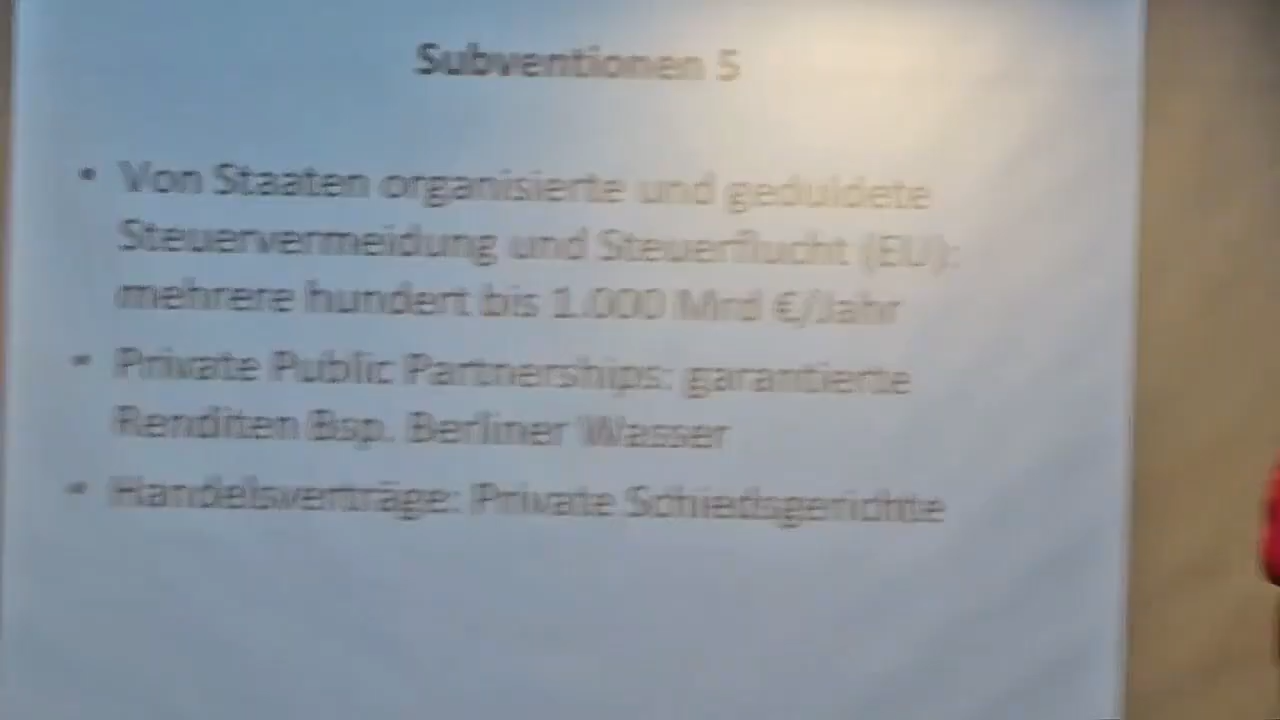 Subventionen 5
• Von Staaten organisierte und geduldete
Steuervermeidung und Steuerflucht (EU):
mehrere hundert bis 1.000 Mrd €/Jahr
• Private Public Partnerships: garantierte
Renditen Bsp. Berliner Wasser
• Handelsverträge: Private Schiedsgerichte